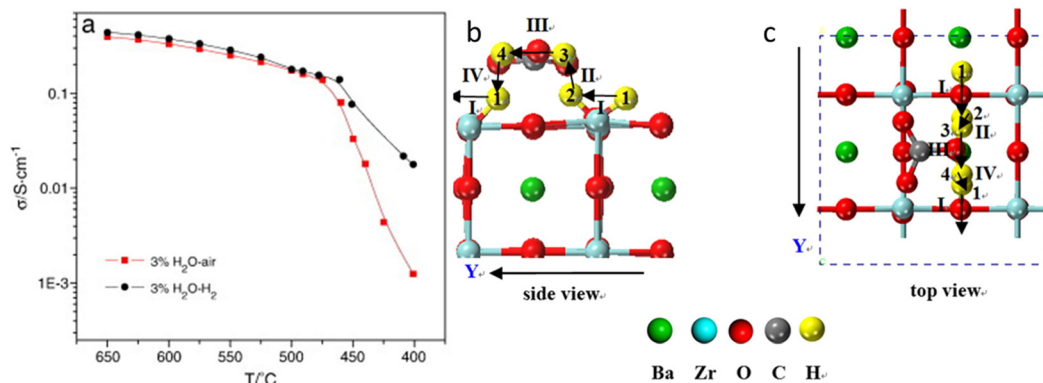 a
σ/S·cm⁻¹
0.1
0.01
1E-3
3% H₂O-air
3% H₂O-H₂
650 600 550 500 450 400
T/°C
b
III
4 3
IV II
1 2 1
I I
Y
side view
c
1
I
2
3 II
III
4 IV
1
I
Y
top view
Ba Zr O C H